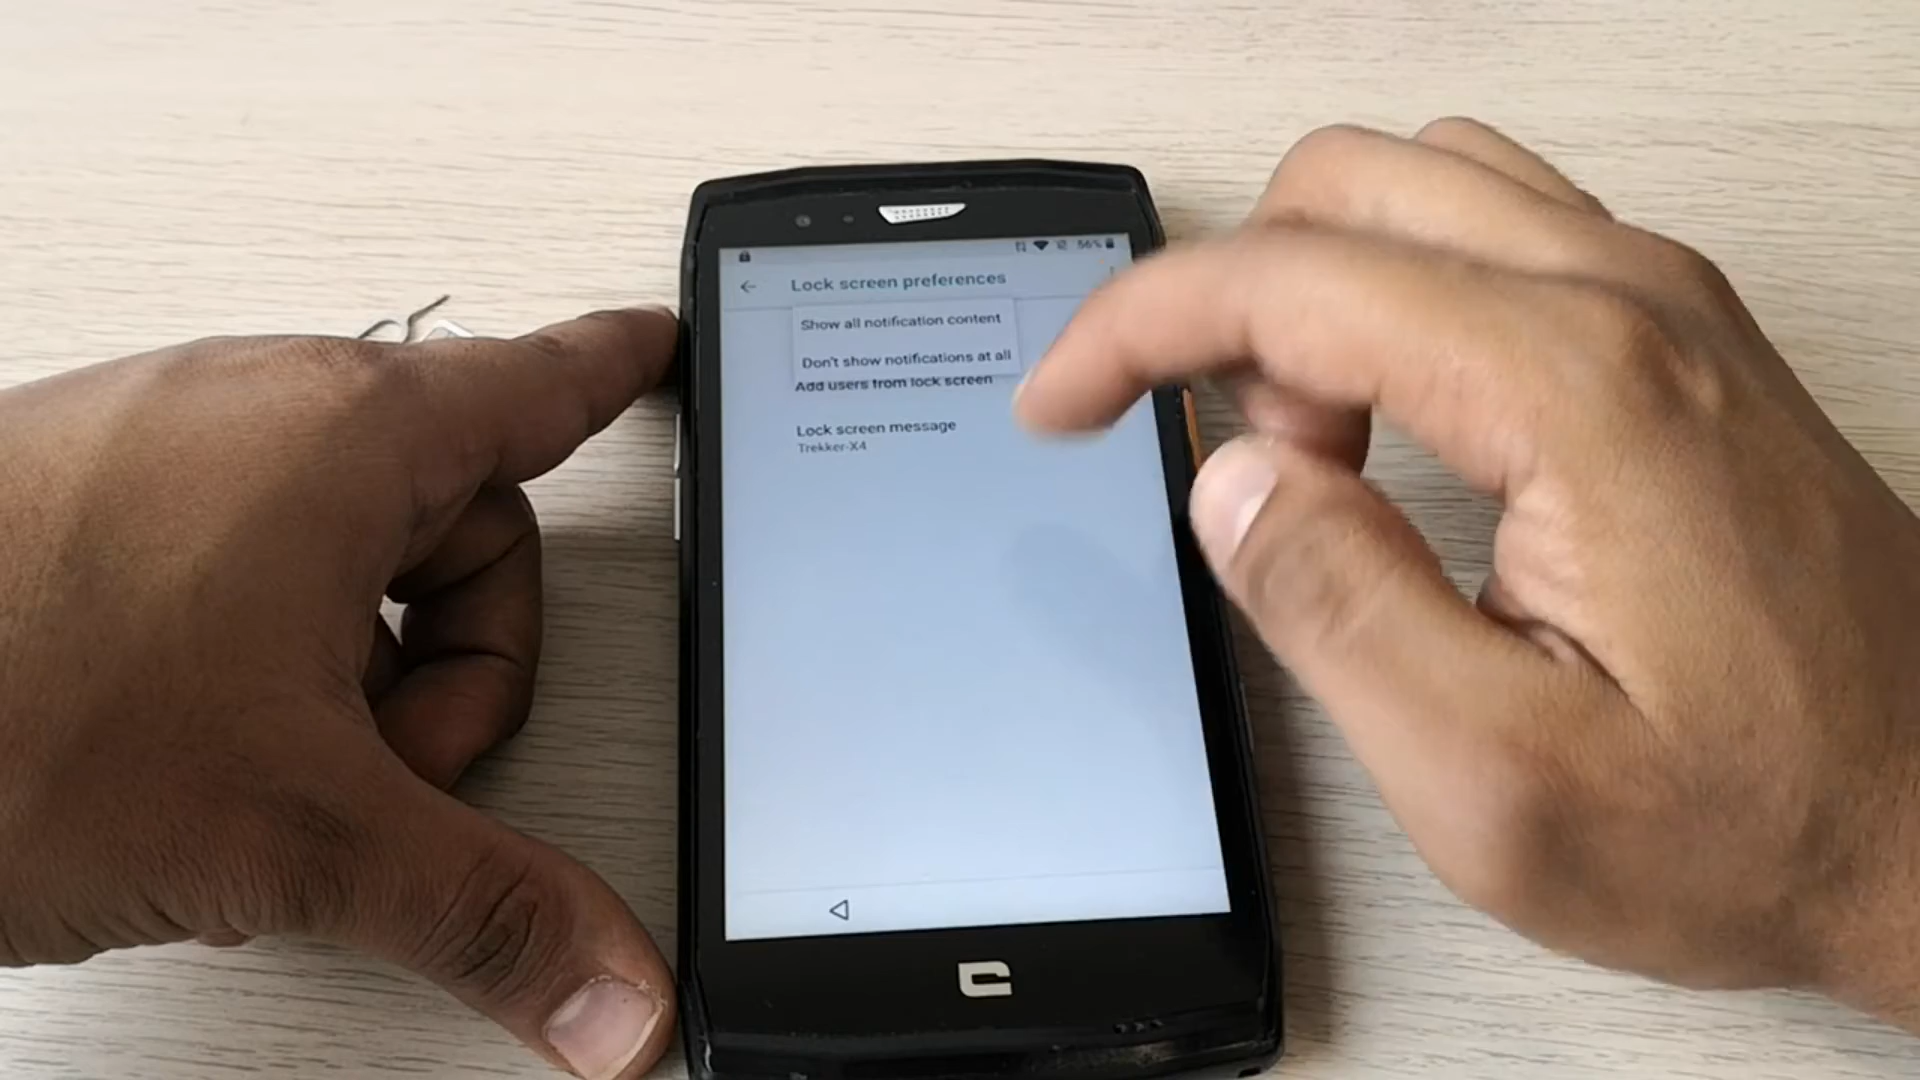 56%
Lock screen preferences
Show all notification content
Don't show notifications at all
Add users from lock screen
Lock screen message
Trekker-X4